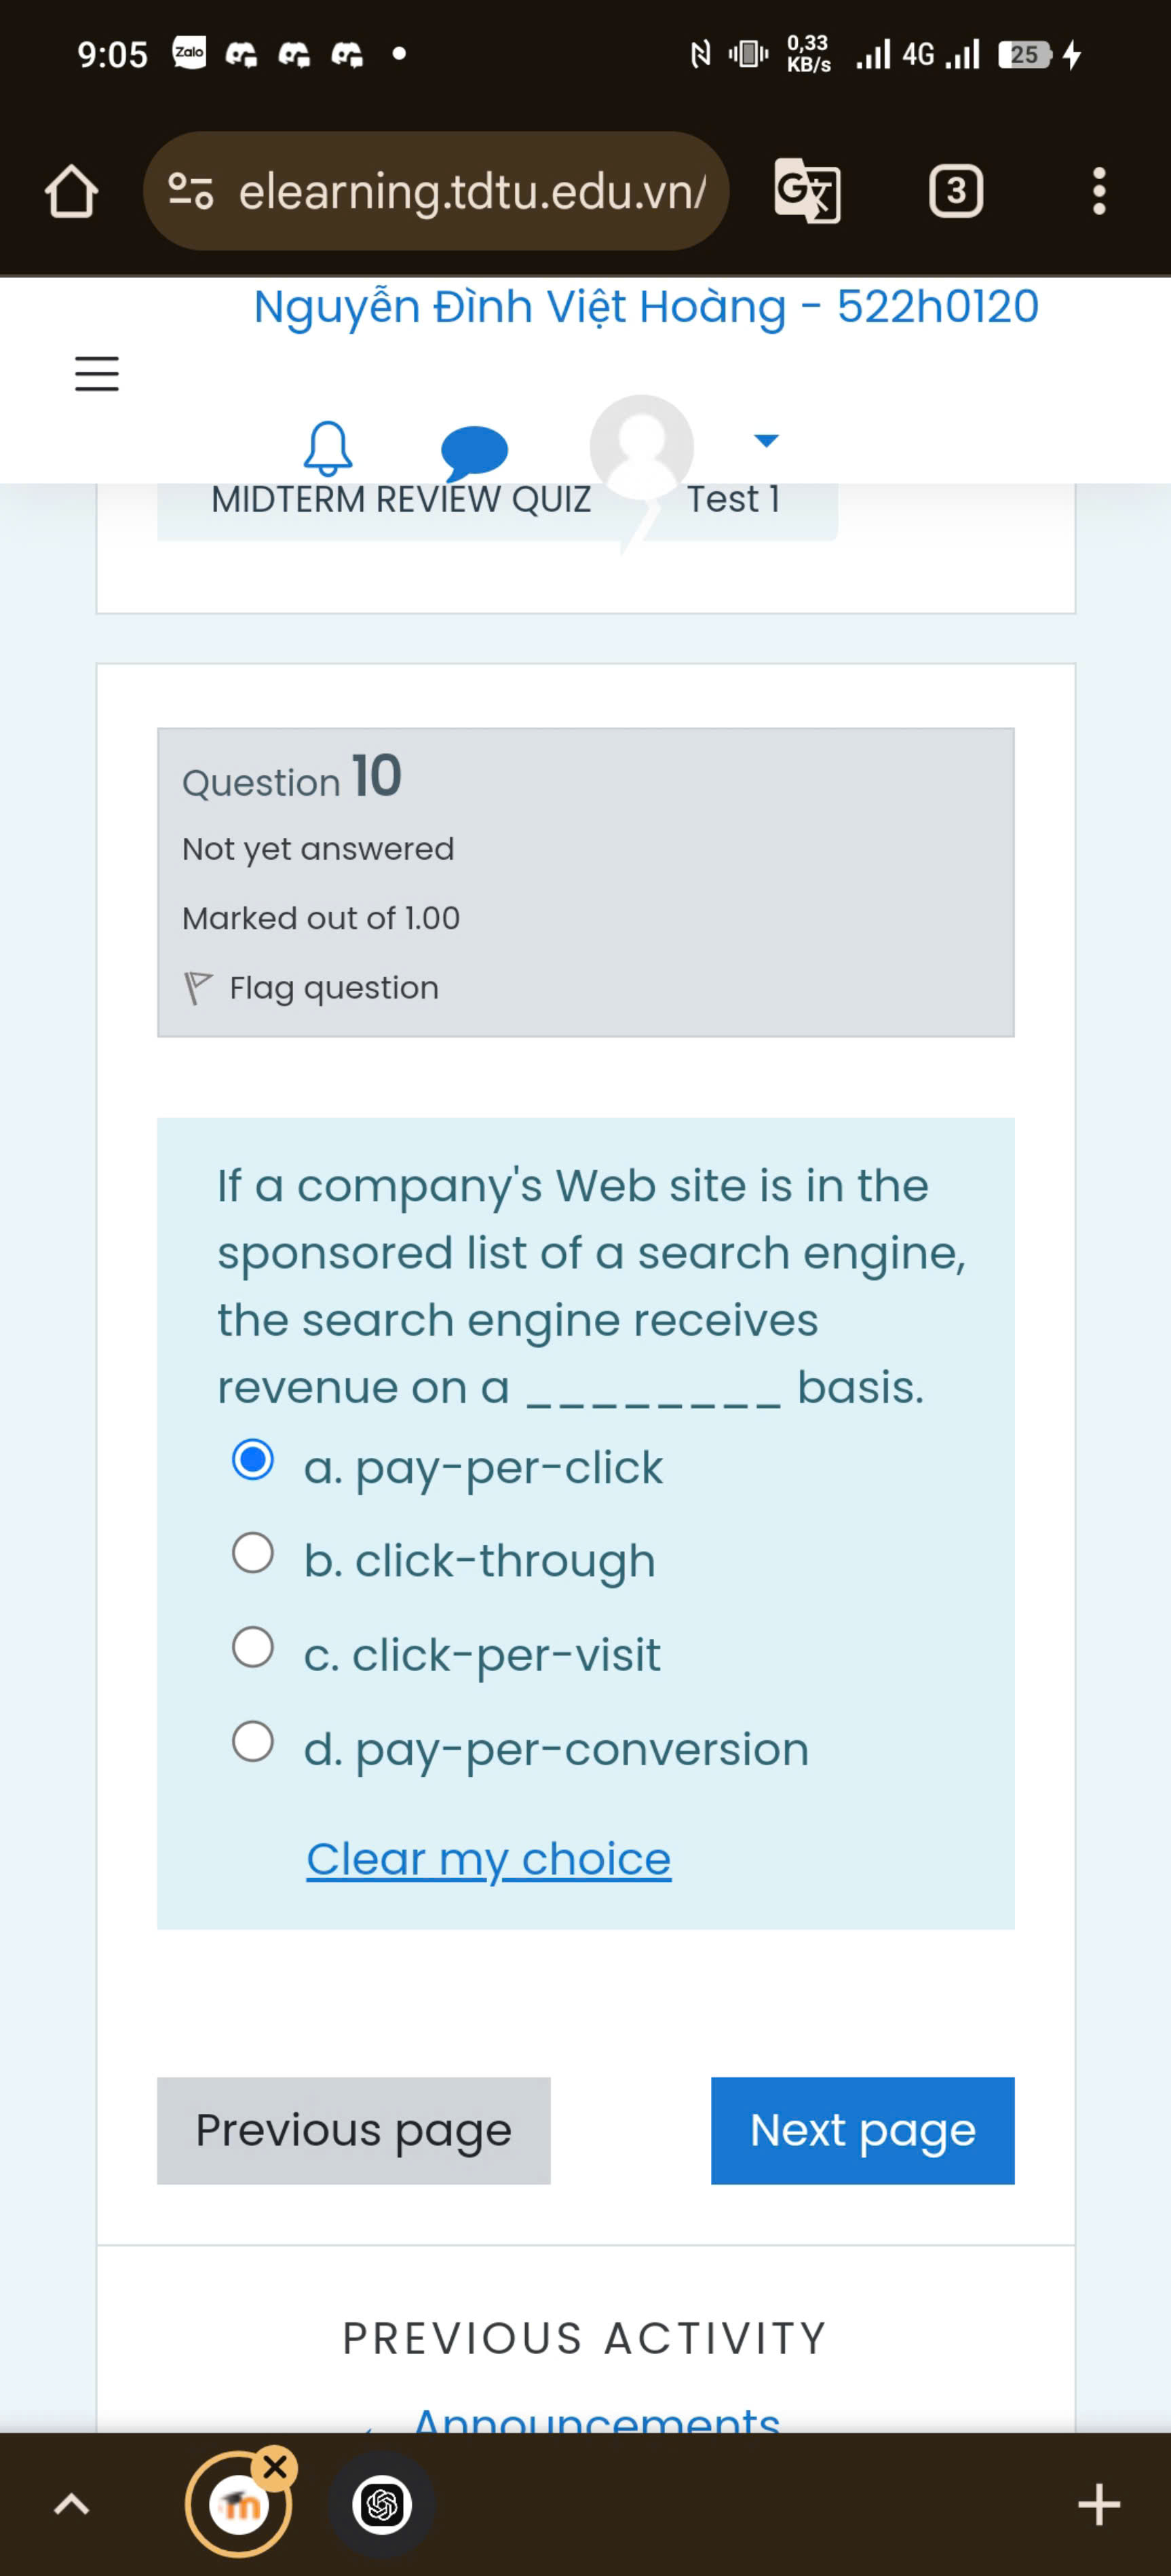 9:05 Zalo 0,33 KB/s 4G 25
elearning.tdtu.edu.vn/ 3
Nguyễn Đình Việt Hoàng - 522h0120
MIDTERM REVIEW QUIZ Test 1
Question 10
Not yet answered
Marked out of 1.00
Flag question
If a company's Web site is in the
sponsored list of a search engine,
the search engine receives
revenue on a ________ basis.
a. pay-per-click
b. click-through
c. click-per-visit
d. pay-per-conversion
Clear my choice
Previous page Next page
PREVIOUS ACTIVITY
Announcements